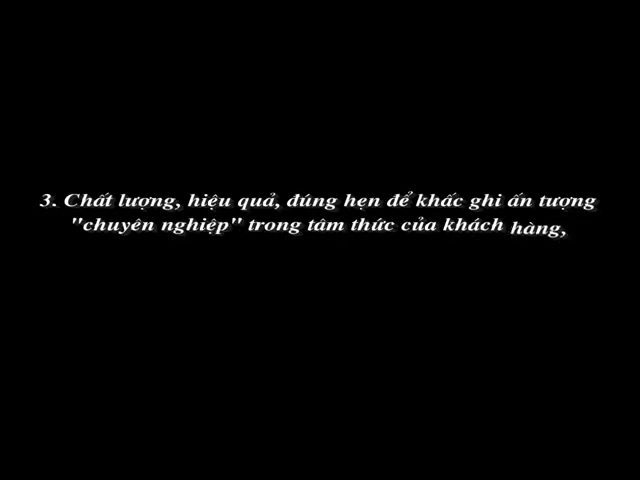 3. Chất lượng, hiệu quả, đúng hẹn để khấc ghi ấn tượng
"chuyên nghiệp" trong tâm thức của khách hàng,